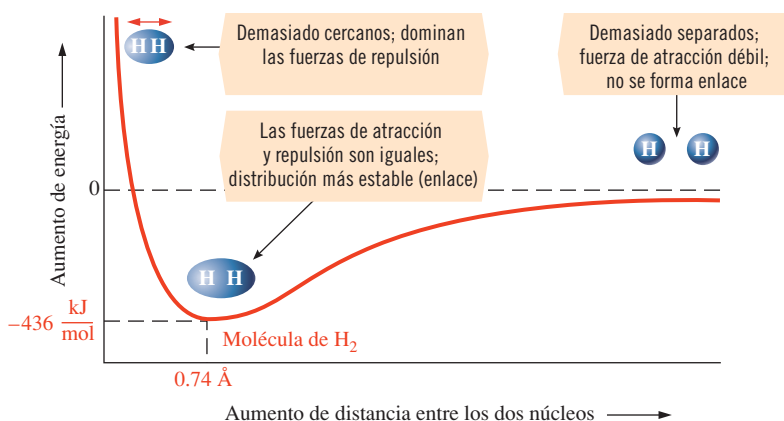 HH
Demasiado cercanos; dominan
las fuerzas de repulsión
Demasiado separados;
fuerza de atracción débil;
no se forma enlace
Las fuerzas de atracción
y repulsión son iguales;
distribución más estable (enlace)
H H
Aumento de energía
0
H H
−436 kJ/mol
Molécula de H₂
0.74 Å
Aumento de distancia entre los dos núcleos